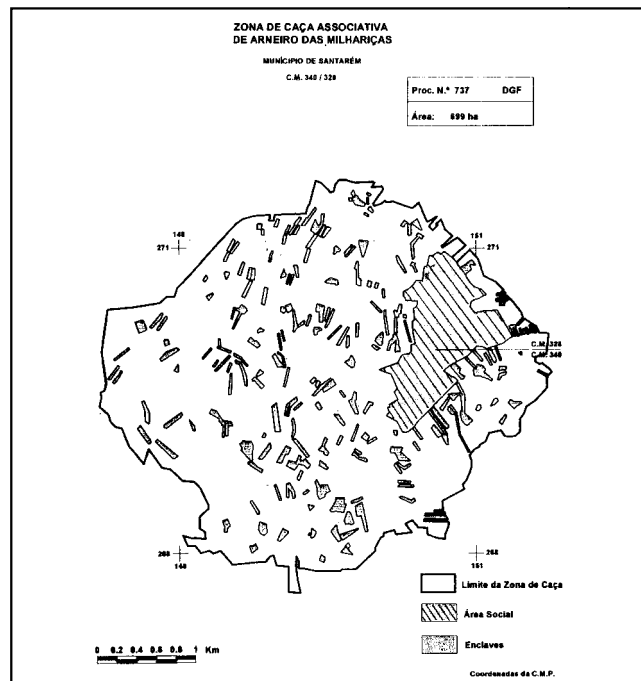 ZONA DE CAÇA ASSOCIATIVA
DE ARNEIRO DAS MILHARIÇAS
MUNÍCIPIO DE SANTARÉM
C.M. 340 / 328
Proc. N.º 737 DGF
Área: 699 ha
148
271
151
271
C.M. 328
C.M. 340
268
148
268
151
Limite da Zona de Caça
Área Social
Enclaves
0 0.2 0.4 0.6 0.8 1 Km
Coordenadas da C.M.P.